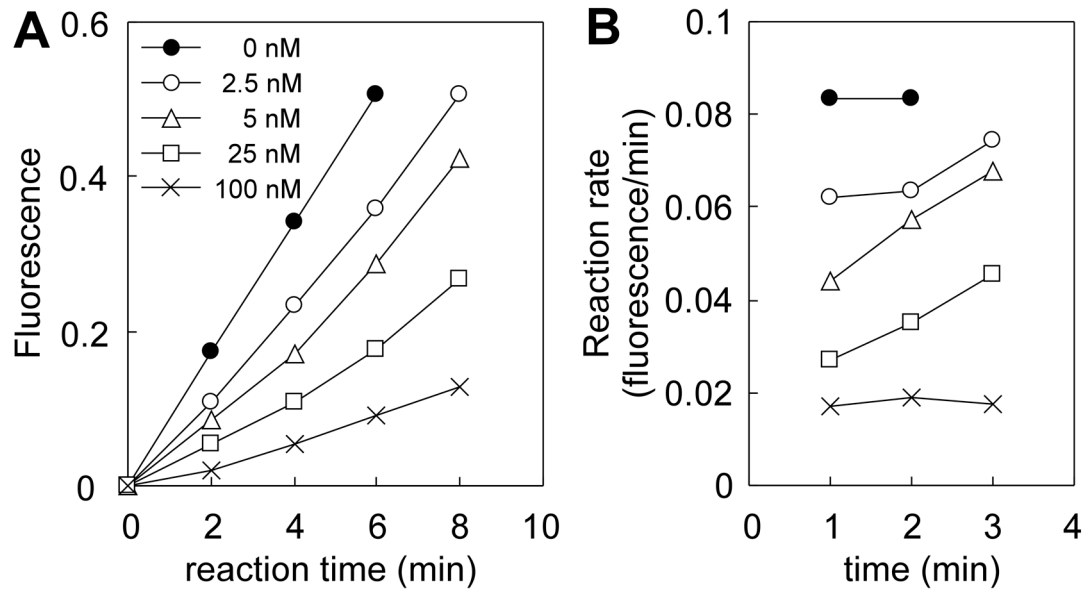 A
0.6
0 nM
2.5 nM
5 nM
25 nM
100 nM
0.4
0.2
0
Fluorescence
0 2 4 6 8 10
reaction time (min)
B
0.1
0.08
0.06
0.04
0.02
0
Reaction rate
(fluorescence/min)
0 1 2 3 4
time (min)